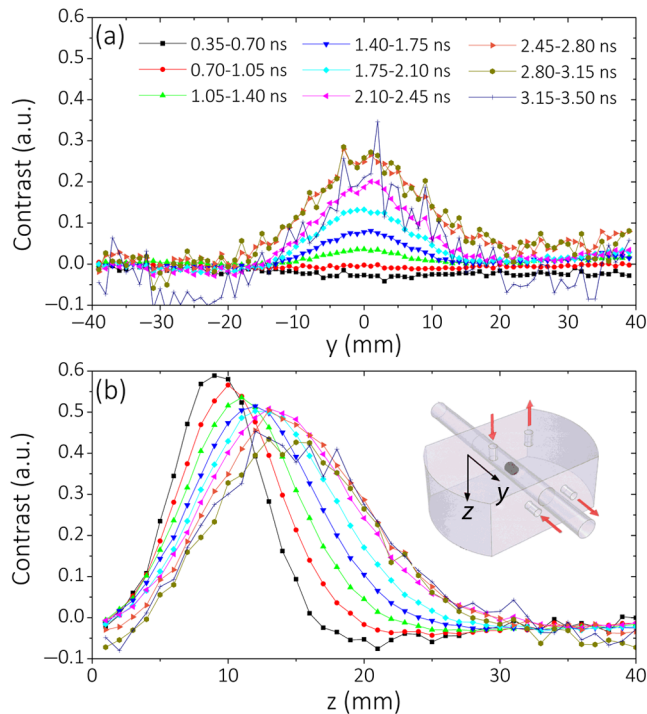 (a)
0.35-0.70 ns
0.70-1.05 ns
1.05-1.40 ns
1.40-1.75 ns
1.75-2.10 ns
2.10-2.45 ns
2.45-2.80 ns
2.80-3.15 ns
3.15-3.50 ns
Contrast (a.u.)
0.6
0.5
0.4
0.3
0.2
0.1
0.0
−0.1
−40 −30 −20 −10 0 10 20 30 40
y (mm)
(b)
Contrast (a.u.)
0.6
0.5
0.4
0.3
0.2
0.1
0.0
−0.1
y
z
0 10 20 30 40
z (mm)